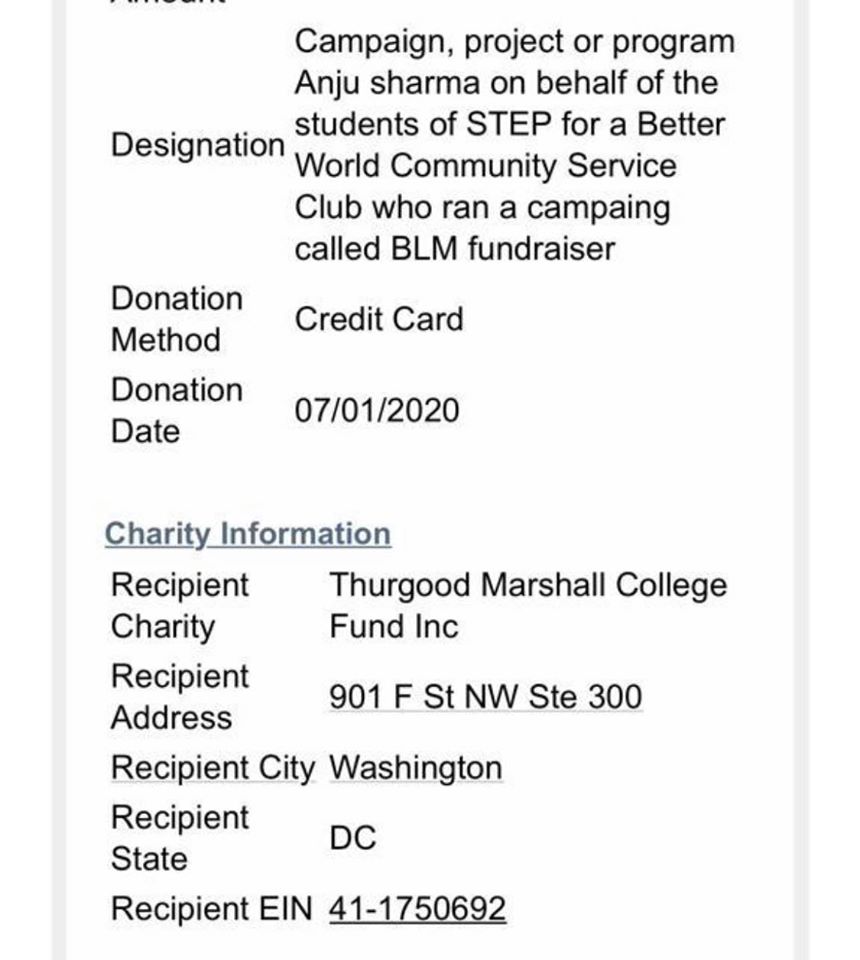 Amount
Campaign, project or program
Anju sharma on behalf of the
students of STEP for a Better
Designation
World Community Service
Club who ran a campaing
called BLM fundraiser
Donation
Method
Credit Card
Donation
Date
07/01/2020
Charity Information
Recipient
Charity
Thurgood Marshall College
Fund Inc
Recipient
Address
901 F St NW Ste 300
Recipient City Washington
Recipient
State
DC
Recipient EIN 41-1750692